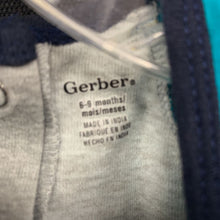 Gerber®
6-9 months/
mois/meses
MADE IN INDIA
FABRIQUÉ EN INDE
HECHO EN INDIA